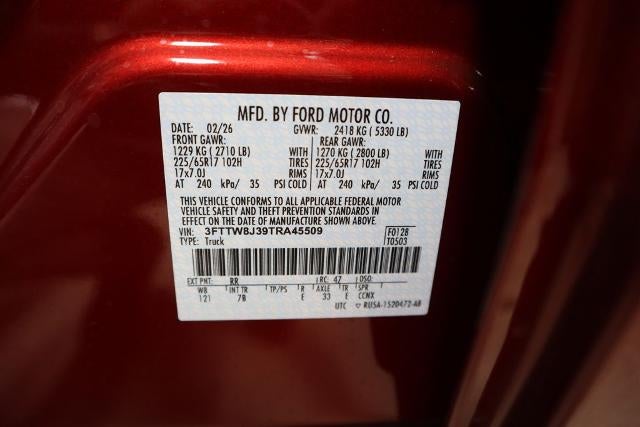 MFD. BY FORD MOTOR CO.
DATE: 02/26 GVWR: 2418 KG ( 5330 LB)
FRONT GAWR: REAR GAWR:
1229 KG ( 2710 LB) WITH 1270 KG ( 2800 LB) WITH
225/65R17 102H TIRES 225/65R17 102H TIRES
17x7.0J RIMS 17x7.0J RIMS
AT 240 kPa/ 35 PSI COLD AT 240 kPa/ 35 PSI COLD
THIS VEHICLE CONFORMS TO ALL APPLICABLE FEDERAL MOTOR
VEHICLE SAFETY AND THEFT PREVENTION STANDARDS IN
EFFECT ON THE DATE OF MANUFACTURE SHOWN ABOVE.
VIN: 3FTTW8J39TRA45509 F0128
TYPE: Truck T0503
EXT PNT: RR RC: 47 DSO:
WB INT TR TP/PS R AXLE TR SPR
121 7B E 33 E CCNX
UTC RUSA-1520472-AB